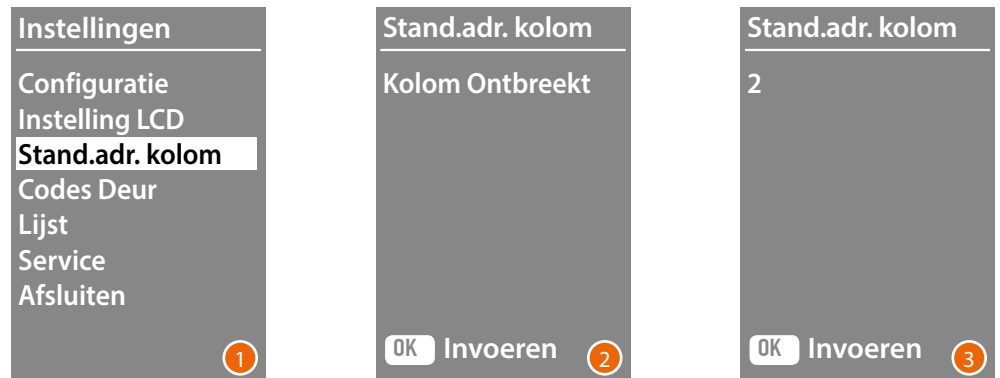 Instellingen
Configuratie
Instelling LCD
Stand.adr. kolom
Codes Deur
Lijst
Service
Afsluiten
1
Stand.adr. kolom
Kolom Ontbreekt
OK Invoeren
2
Stand.adr. kolom
2
OK Invoeren
3